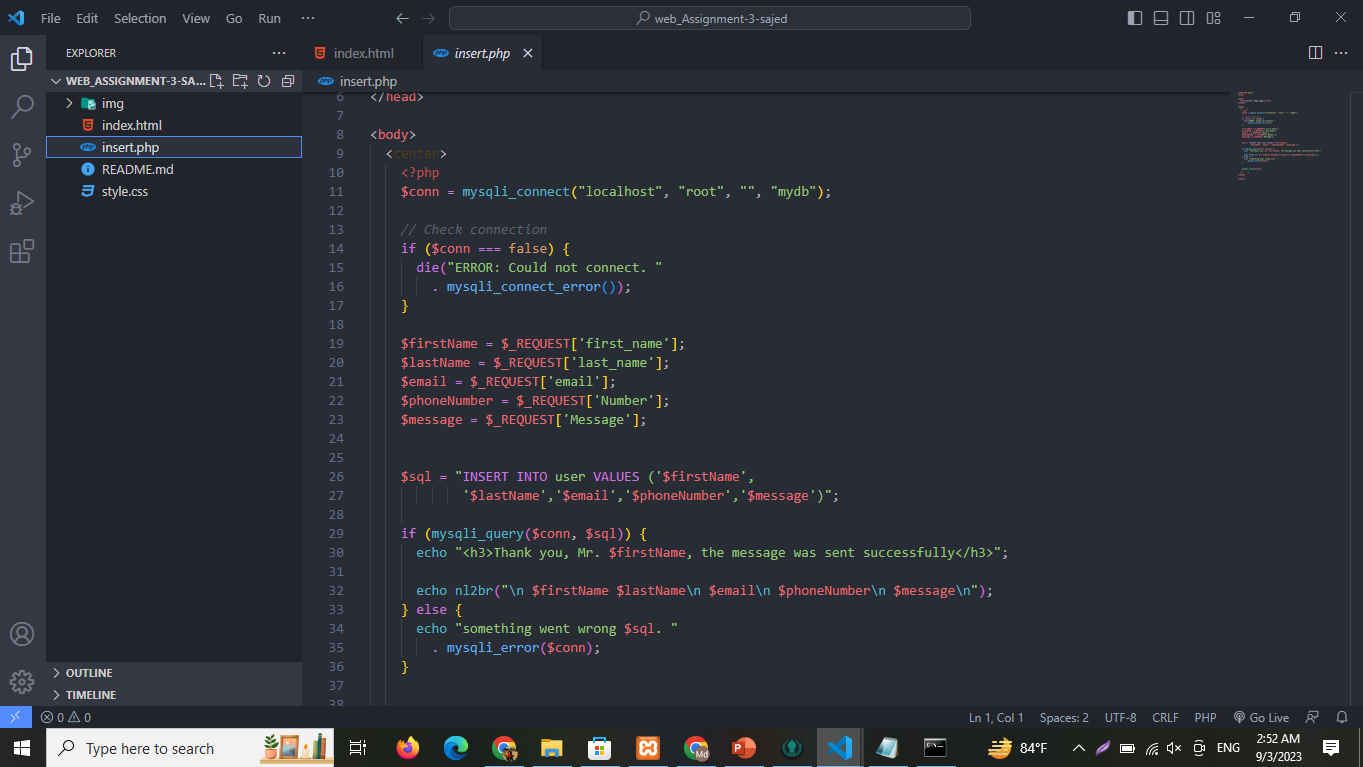 File Edit Selection View Go Run ···
web_Assignment-3-sajed
EXPLORER ···
WEB_ASSIGNMENT-3-SA...
img
index.html
insert.php
README.md
style.css
OUTLINE
TIMELINE
index.html
insert.php
insert.php
6 </head>
7
8 <body>
9 <center>
10 <?php
11 $conn = mysqli_connect("localhost", "root", "", "mydb");
12
13 // Check connection
14 if ($conn === false) {
15 die("ERROR: Could not connect. "
16 . mysqli_connect_error());
17 }
18
19 $firstName = $_REQUEST['first_name'];
20 $lastName = $_REQUEST['last_name'];
21 $email = $_REQUEST['email'];
22 $phoneNumber = $_REQUEST['Number'];
23 $message = $_REQUEST['Message'];
24
25
26 $sql = "INSERT INTO user VALUES ('$firstName',
27 '$lastName','$email','$phoneNumber','$message')";
28
29 if (mysqli_query($conn, $sql)) {
30 echo "<h3>Thank you, Mr. $firstName, the message was sent successfully</h3>";
31
32 echo nl2br("\n $firstName $lastName\n $email\n $phoneNumber\n $message\n");
33 } else {
34 echo "something went wrong $sql. "
35 . mysqli_error($conn);
36 }
37
38
0 0
Ln 1, Col 1 Spaces: 2 UTF-8 CRLF PHP Go Live
Type here to search
84°F
ENG
2:52 AM
9/3/2023